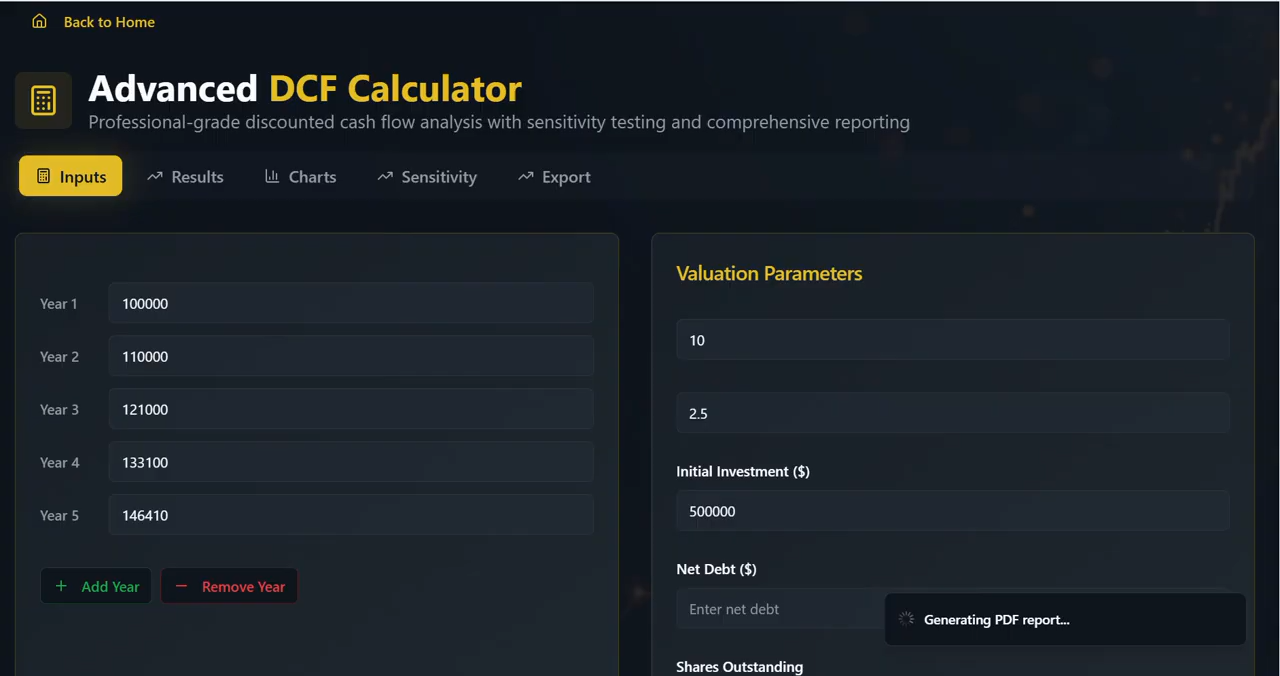 Back to Home
Advanced DCF Calculator
Professional-grade discounted cash flow analysis with sensitivity testing and comprehensive reporting
Inputs
Results
Charts
Sensitivity
Export
Year 1
100000
Year 2
110000
Year 3
121000
Year 4
133100
Year 5
146410
Add Year
Remove Year
Valuation Parameters
10
2.5
Initial Investment ($)
500000
Net Debt ($)
Enter net debt
Generating PDF report...
Shares Outstanding